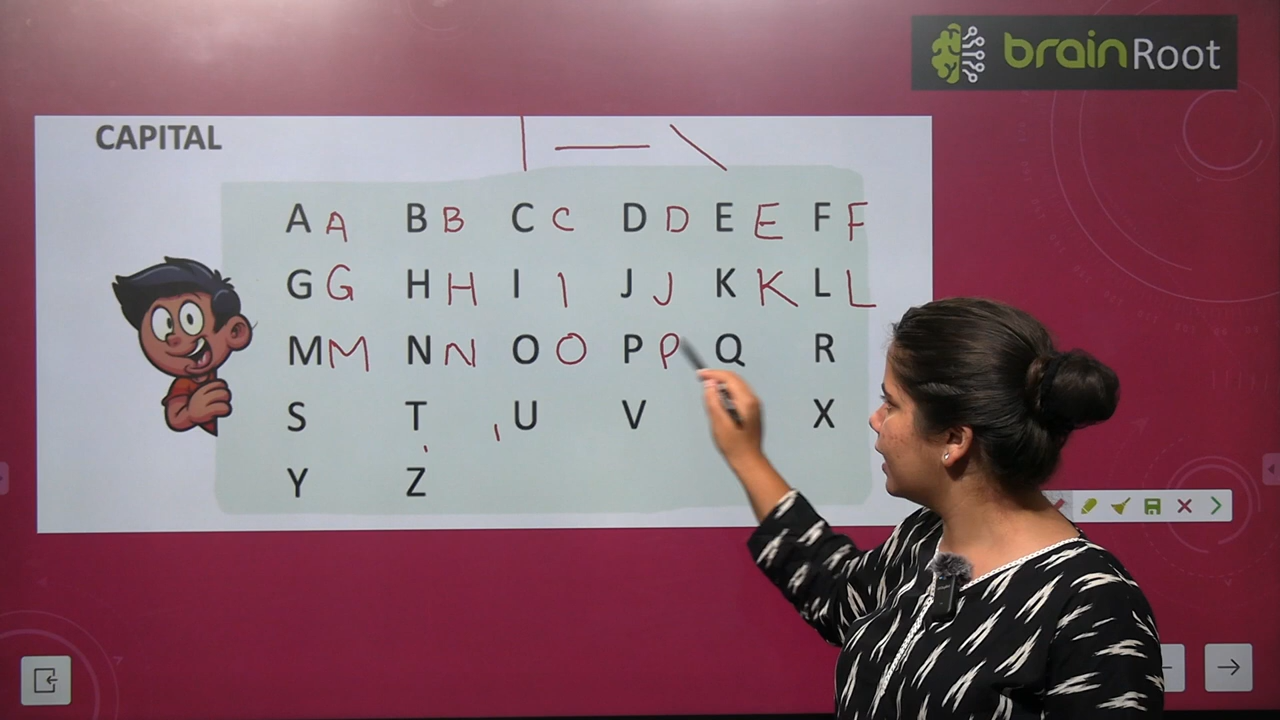 brainRoot
CAPITAL
A A B B C C D D E E F F
G G H H I I J J K K L L
M M N N O O P P Q R
S T U V X
Y Z